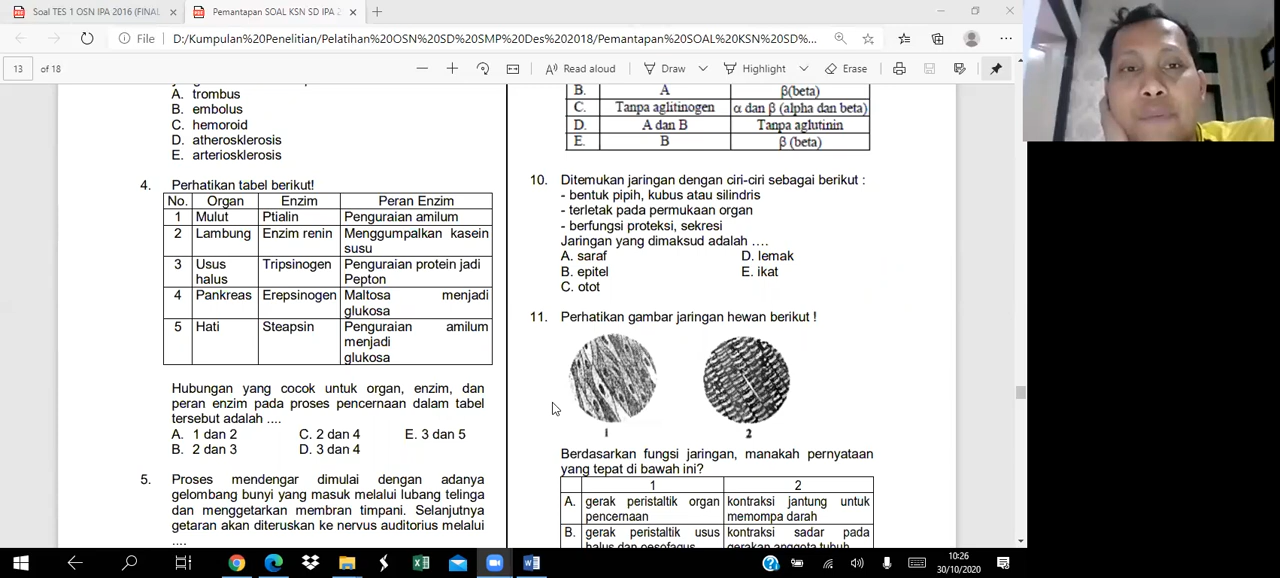 Soal TES 1 OSN IPA 2016 (FINAL
Pemantapan SOAL KSN SD IPA 2
File
D:/Kumpulan%20Penelitian/Pelatihan%20OSN%20SD%20SMP%20Des%202018/Pemantapan%20SOAL%20KSN%20SD%...
13 of 18
Read aloud
Draw
Highlight
Erase
A. trombus
B. embolus
C. hemoroid
D. atherosklerosis
E. arteriosklerosis
4. Perhatikan tabel berikut!
No. Organ Enzim Peran Enzim
1 Mulut Ptialin Penguraian amilum
2 Lambung Enzim renin Menggumpalkan kasein
susu
3 Usus Tripsinogen Penguraian protein jadi
halus Pepton
4 Pankreas Erepsinogen Maltosa menjadi
glukosa
5 Hati Steapsin Penguraian amilum
menjadi
glukosa
Hubungan yang cocok untuk organ, enzim, dan
peran enzim pada proses pencernaan dalam tabel
tersebut adalah ....
A. 1 dan 2 C. 2 dan 4 E. 3 dan 5
B. 2 dan 3 D. 3 dan 4
5. Proses mendengar dimulai dengan adanya
gelombang bunyi yang masuk melalui lubang telinga
dan menggetarkan membran timpani. Selanjutnya
getaran akan diteruskan ke nervus auditorius melalui
....
B. A β(beta)
C. Tanpa aglitinogen α dan β (alpha dan beta)
D. A dan B Tanpa aglutinin
E. B β (beta)
10. Ditemukan jaringan dengan ciri-ciri sebagai berikut :
- bentuk pipih, kubus atau silindris
- terletak pada permukaan organ
- berfungsi proteksi, sekresi
Jaringan yang dimaksud adalah ....
A. saraf D. lemak
B. epitel E. ikat
C. otot
11. Perhatikan gambar jaringan hewan berikut !
1 2
Berdasarkan fungsi jaringan, manakah pernyataan
yang tepat di bawah ini?
1 2
A. gerak peristaltik organ kontraksi jantung untuk
pencernaan memompa darah
B. gerak peristaltik usus kontraksi sadar pada
halus dan oesofagus gerakan anggota tubuh
10:26
30/10/2020